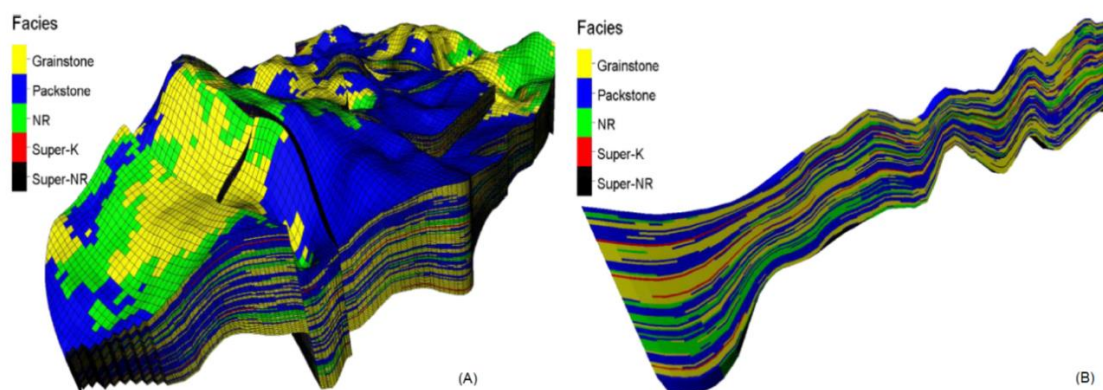 Facies
Grainstone
Packstone
NR
Super-K
Super-NR
(A)
Facies
Grainstone
Packstone
NR
Super-K
Super-NR
(B)